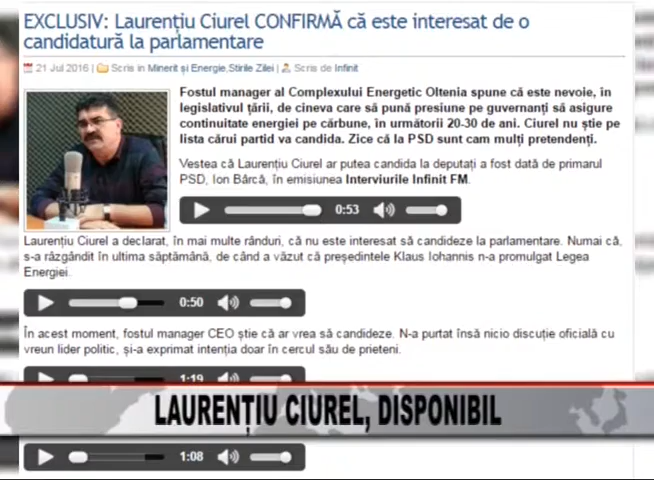 EXCLUSIV: Laurențiu Ciurel CONFIRMĂ că este interesat de o
candidatură la parlamentare
21 Jul 2016 | Scris in Minerit și Energie,Stirile Zilei | Scris de Infinit
Fostul manager al Complexului Energetic Oltenia spune că este nevoie, în
legislativul țării, de cineva care să pună presiune pe guvernanți să asigure
continuitate energiei pe cărbune, în următorii 20-30 de ani. Ciurel nu știe pe
lista cărui partid va candida. Zice că la PSD sunt cam mulți pretendenți.
Vestea că Laurențiu Ciurel ar putea candida la deputați a fost dată de primarul
PSD, Ion Bârcă, în emisiunea Interviurile Infinit FM.
0:53
Laurențiu Ciurel a declarat, în mai multe rânduri, că nu este interesat să candideze la parlamentare. Numai că,
s-a răzgândit în ultima săptămână, de când a văzut că președintele Klaus Iohannis n-a promulgat Legea
Energiei.
0:50
În acest moment, fostul manager CEO știe că ar vrea să candideze. N-a purtat însă nicio discuție oficială cu
vreun lider politic, și-a exprimat intenția doar în cercul său de prieteni.
1:19
LAURENȚIU CIUREL, DISPONIBIL
1:08